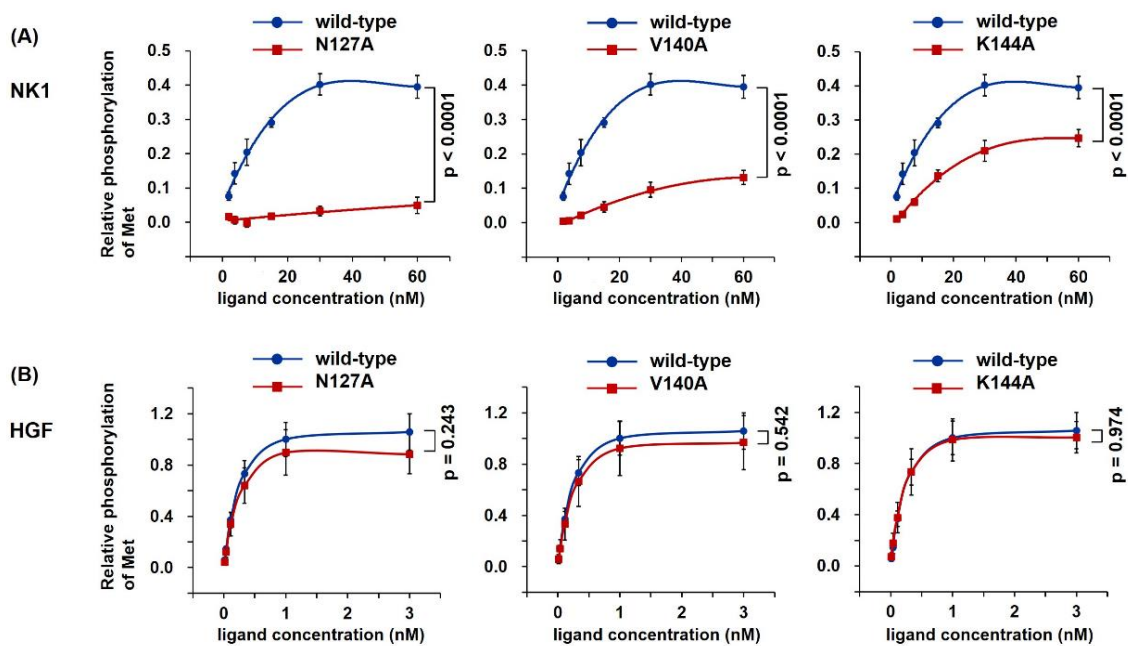 (A)
NK1
wild-type
N127A
Relative phosphorylation
of Met
0.5
0.4
0.3
0.2
0.1
0.0
0 20 40 60
ligand concentration (nM)
p < 0.0001
wild-type
V140A
0.5
0.4
0.3
0.2
0.1
0.0
0 20 40 60
ligand concentration (nM)
p < 0.0001
wild-type
K144A
0.5
0.4
0.3
0.2
0.1
0.0
0 20 40 60
ligand concentration (nM)
p < 0.0001
(B)
HGF
wild-type
N127A
Relative phosphorylation
of Met
1.2
0.8
0.4
0.0
0 1 2 3
ligand concentration (nM)
p = 0.243
wild-type
V140A
1.2
0.8
0.4
0.0
0 1 2 3
ligand concentration (nM)
p = 0.542
wild-type
K144A
1.2
0.8
0.4
0.0
0 1 2 3
ligand concentration (nM)
p = 0.974